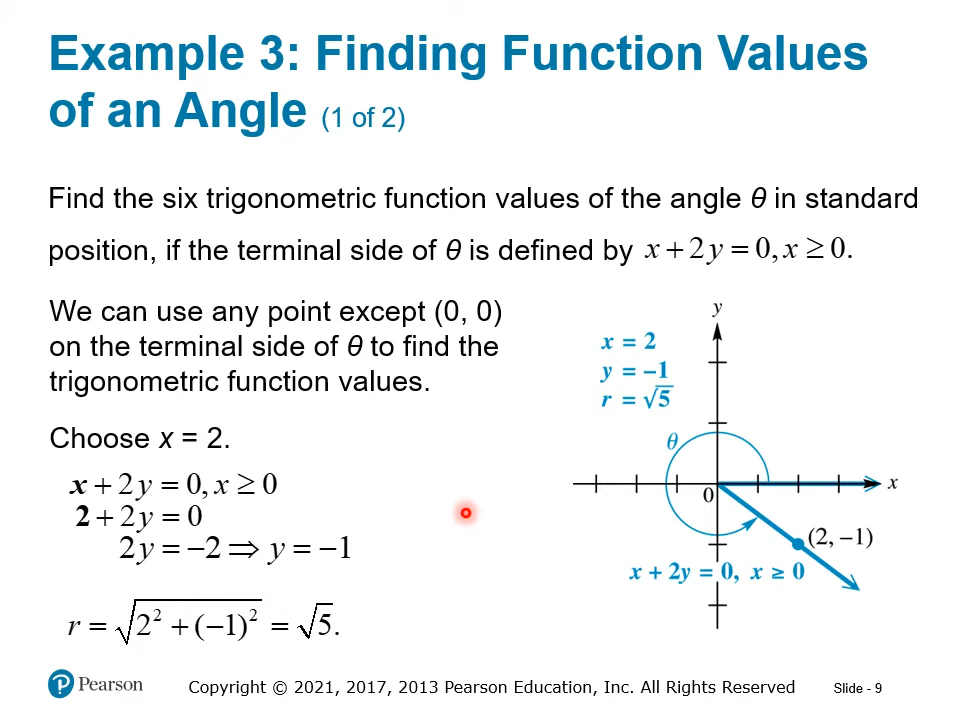 Example 3: Finding Function Values
of an Angle (1 of 2)
Find the six trigonometric function values of the angle θ in standard
position, if the terminal side of θ is defined by x + 2y = 0, x ≥ 0.
We can use any point except (0, 0)
on the terminal side of θ to find the
trigonometric function values.
Choose x = 2.
x + 2y = 0, x ≥ 0
2 + 2y = 0
2y = −2 ⇒ y = −1
r = √(2² + (−1)²) = √5.
y
x = 2
y = −1
r = √5
θ
0
x
(2, −1)
x + 2y = 0, x ≥ 0
P Pearson
Copyright © 2021, 2017, 2013 Pearson Education, Inc. All Rights Reserved
Slide - 9